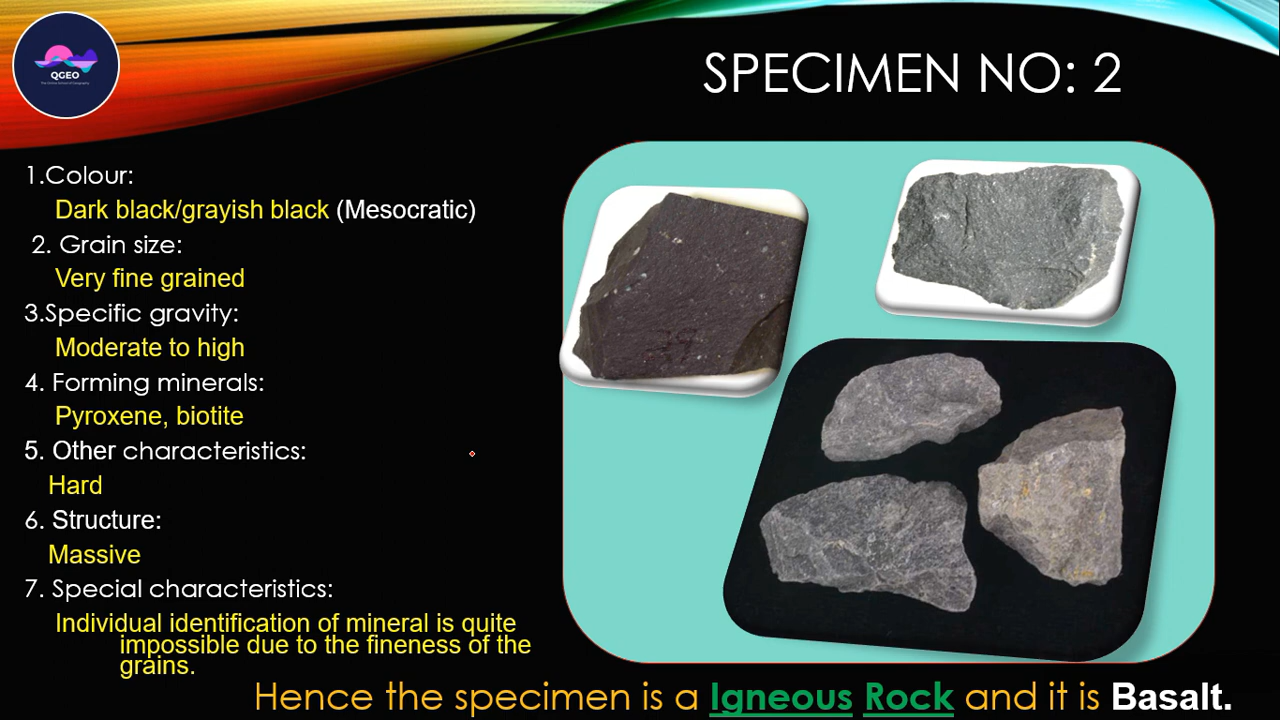 QGEO
SPECIMEN NO: 2
1.Colour:
Dark black/grayish black (Mesocratic)
2. Grain size:
Very fine grained
3.Specific gravity:
Moderate to high
4. Forming minerals:
Pyroxene, biotite
5. Other characteristics:
Hard
6. Structure:
Massive
7. Special characteristics:
Individual identification of mineral is quite
impossible due to the fineness of the
grains.
Hence the specimen is a Igneous Rock and it is Basalt.